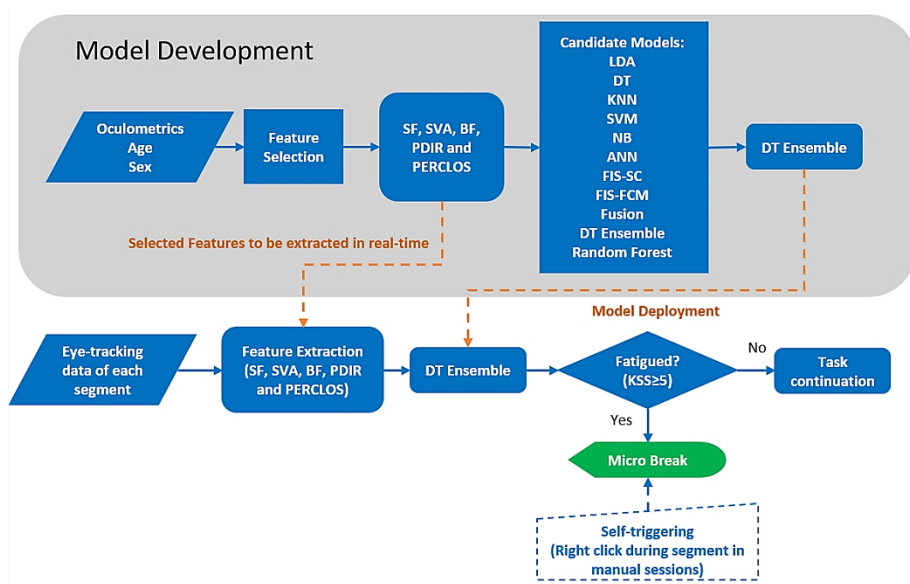 Model Development
Oculometrics
Age
Sex
Feature
Selection
SF, SVA, BF,
PDIR and
PERCLOS
Candidate Models:
LDA
DT
KNN
SVM
NB
ANN
FIS-SC
FIS-FCM
Fusion
DT Ensemble
Random Forest
DT Ensemble
Selected Features to be extracted in real-time
Model Deployment
Eye-tracking
data of each
segment
Feature Extraction
(SF, SVA, BF, PDIR
and PERCLOS)
DT Ensemble
Fatigued?
(KSS≥5)
No
Task
continuation
Yes
Micro Break
Self-triggering
(Right click during segment in
manual sessions)